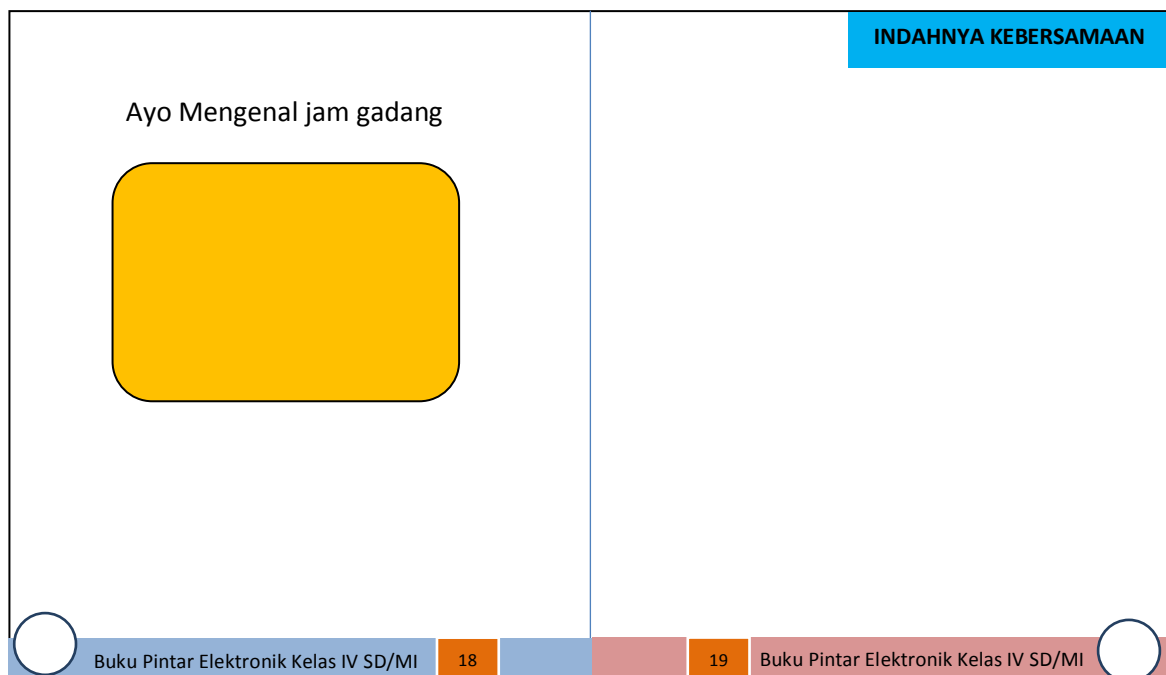 INDAHNYA KEBERSAMAAN
Ayo Mengenal jam gadang
Buku Pintar Elektronik Kelas IV SD/MI
18
19
Buku Pintar Elektronik Kelas IV SD/MI